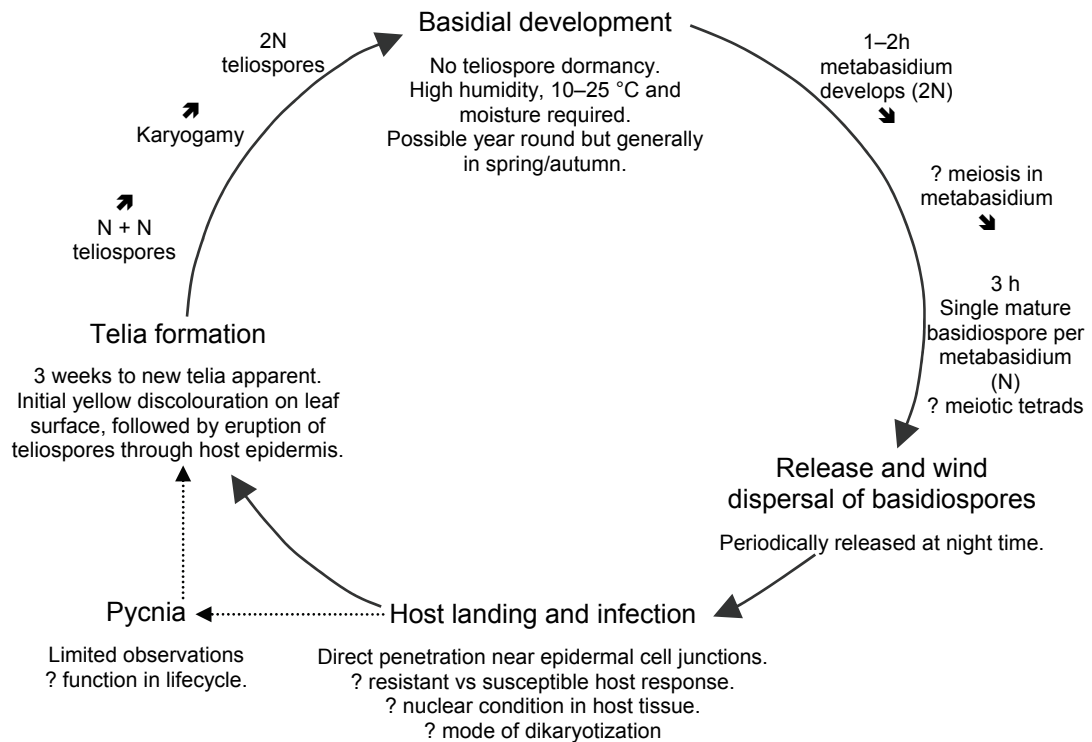 Basidial development
No teliospore dormancy.
High humidity, 10–25 °C and
moisture required.
Possible year round but generally
in spring/autumn.
1–2h
metabasidium
develops (2N)
? meiosis in
metabasidium
3 h
Single mature
basidiospore per
metabasidium
(N)
? meiotic tetrads
Release and wind
dispersal of basidiospores
Periodically released at night time.
Host landing and infection
Direct penetration near epidermal cell junctions.
? resistant vs susceptible host response.
? nuclear condition in host tissue.
? mode of dikaryotization
Pycnia
Limited observations
? function in lifecycle.
Telia formation
3 weeks to new telia apparent.
Initial yellow discolouration on leaf
surface, followed by eruption of
teliospores through host epidermis.
N + N
teliospores
Karyogamy
2N
teliospores